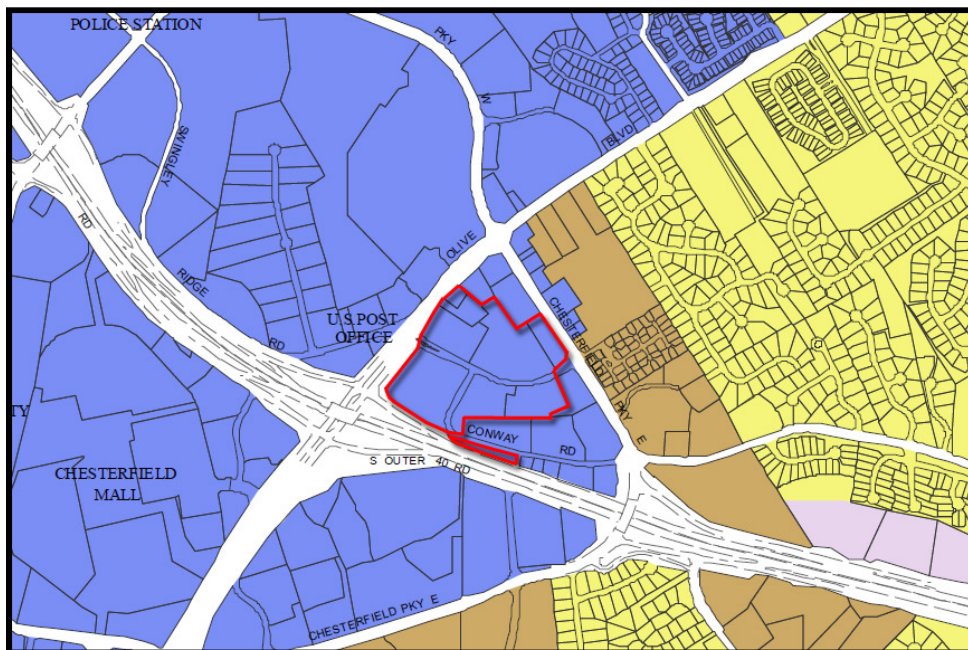 POLICE STATION
PKY
W
SWINGLEY
BLVD
RD
RIDGE
OLIVE
RD
U S POST
OFFICE
CHESTERFIELD
PKY E
TY
CHESTERFIELD
MALL
CONWAY
RD
S OUTER 40 RD
CHESTERFIELD PKY E